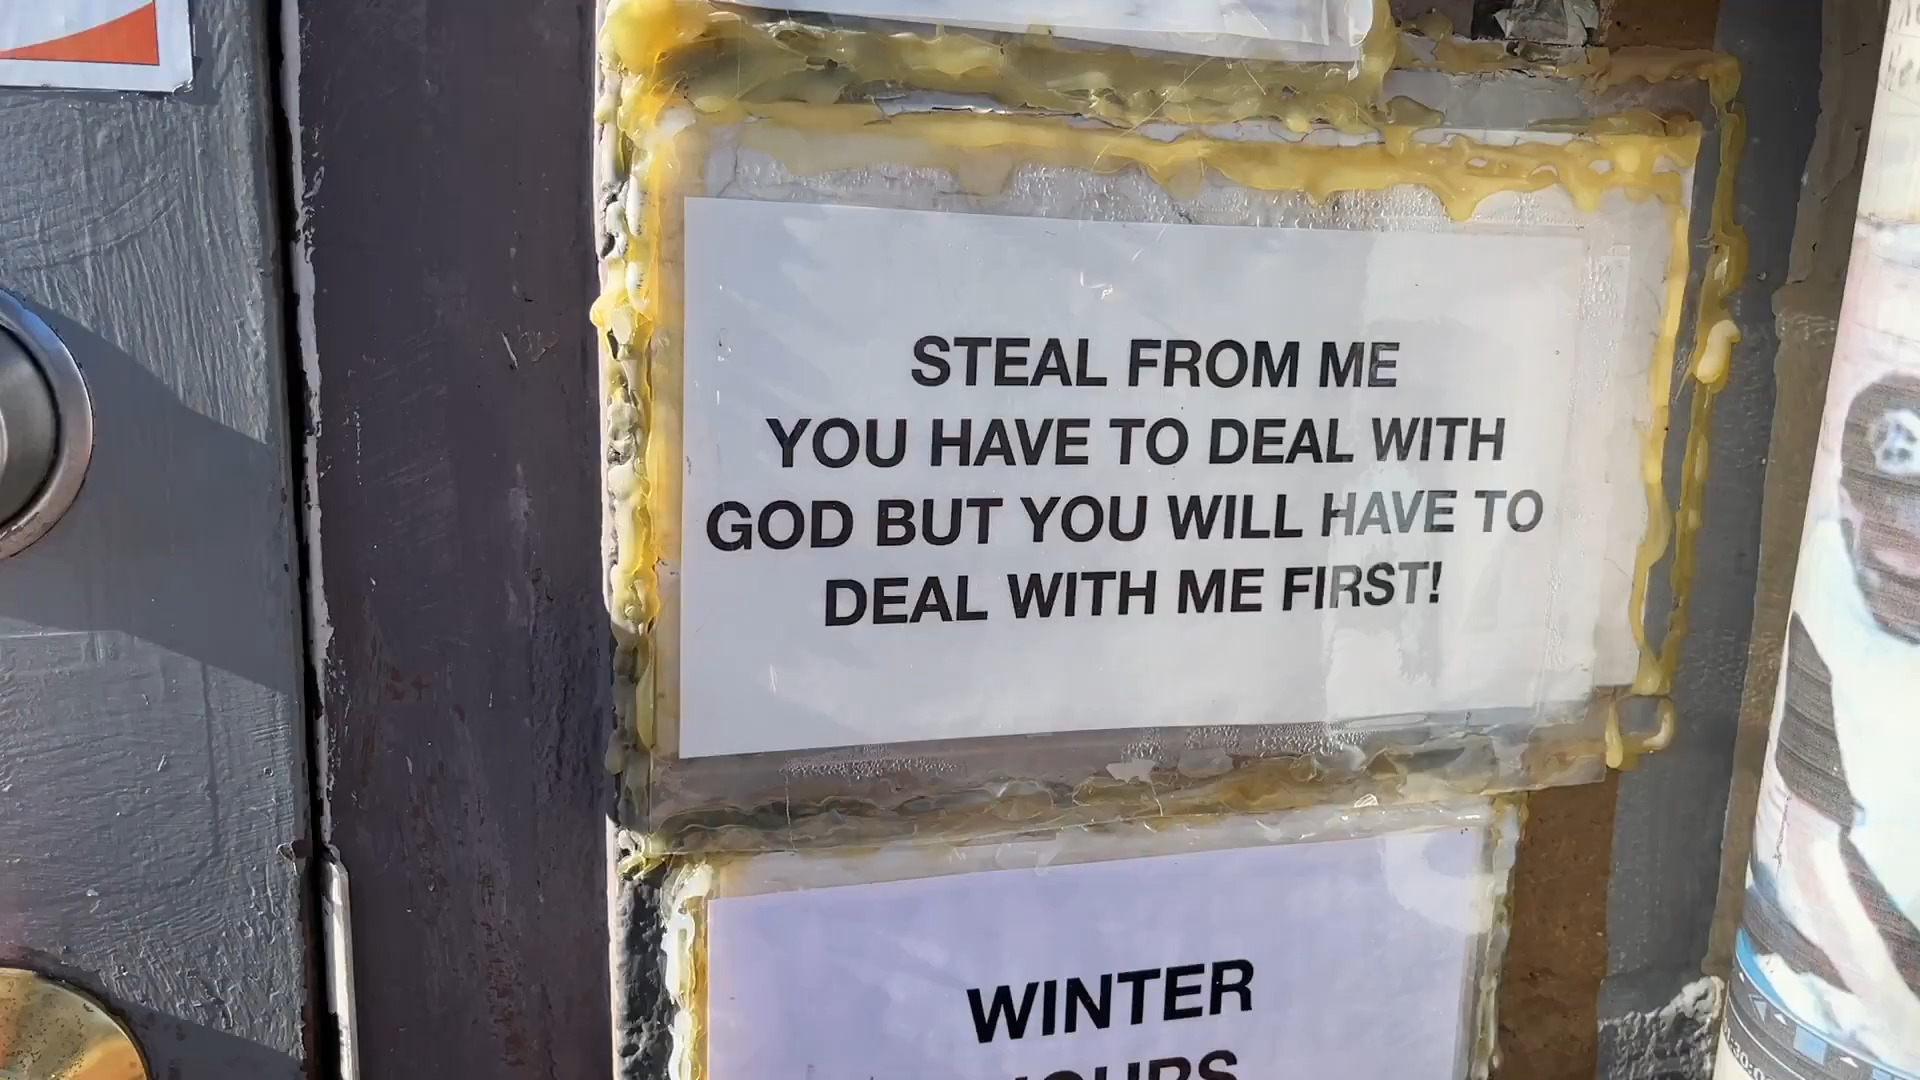 STEAL FROM ME
YOU HAVE TO DEAL WITH
GOD BUT YOU WILL HAVE TO
DEAL WITH ME FIRST!
WINTER
HOURS